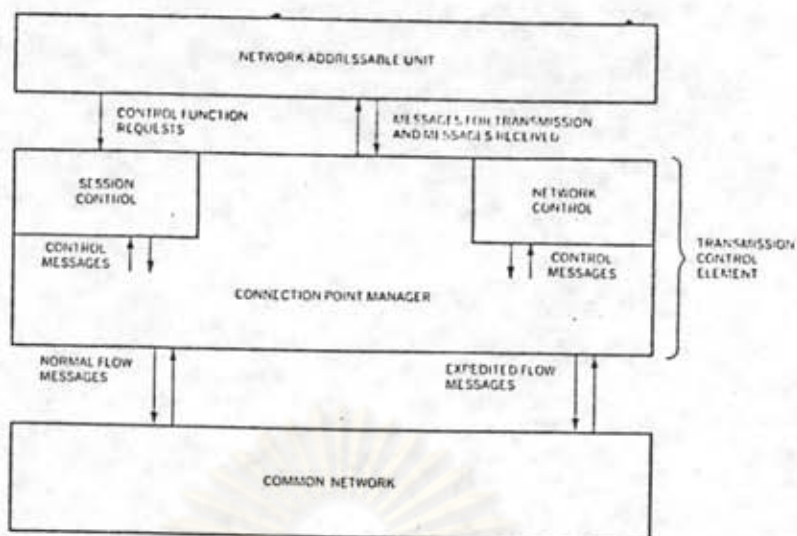 NETWORK ADDRESSABLE UNIT
CONTROL FUNCTION
REQUESTS
MESSAGES FOR TRANSMISSION
AND MESSAGES RECEIVED
SESSION
CONTROL
NETWORK
CONTROL
CONTROL
MESSAGES
CONTROL
MESSAGES
TRANSMISSION
CONTROL
ELEMENT
CONNECTION POINT MANAGER
NORMAL FLOW
MESSAGES
EXPEDITED FLOW
MESSAGES
COMMON NETWORK